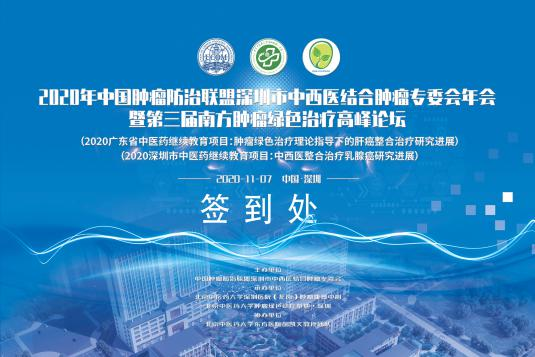 2020年中国肿瘤防治联盟深圳市中西医结合肿瘤专委会年会
暨第三届南方肿瘤绿色治疗高峰论坛
(2020广东省中医药继续教育项目:肿瘤绿色治疗理论指导下的肝癌整合治疗研究进展)
(2020深圳市中医药继续教育项目:中西医整合治疗乳腺癌研究进展)
2020-11-07 中国·深圳
签到处
主办单位
中国肿瘤防治联盟深圳市中西医结合肿瘤专委会
承办单位
北京中医药大学深圳医院(龙岗)肿瘤康复中心
协办单位